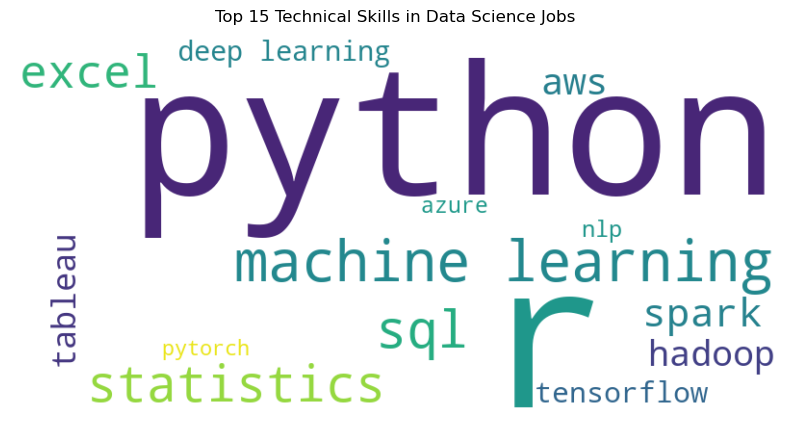 Top 15 Technical Skills in Data Science Jobs
deep learning
excel
python
aws
azure
nlp
machine learning
tableau
r
sql
spark
pytorch
hadoop
statistics
tensorflow